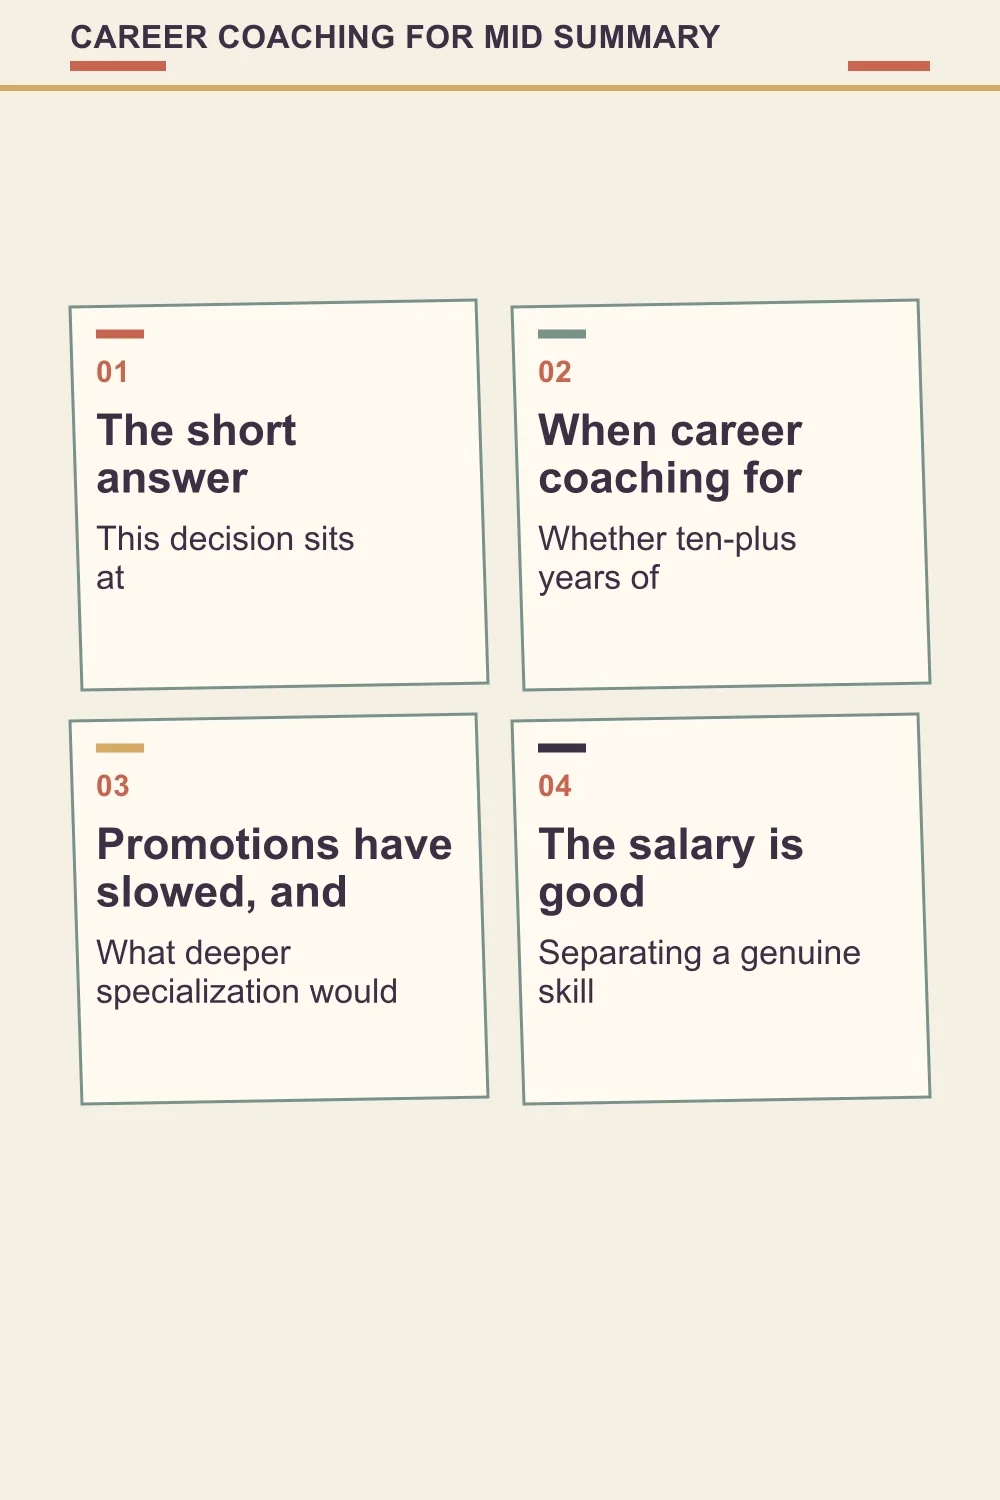 CAREER COACHING FOR MID SUMMARY
01
The short
answer
This decision sits
at
02
When career
coaching for
Whether ten-plus
years of
03
Promotions have
slowed, and
What deeper
specialization would
04
The salary is
good
Separating a genuine
skill